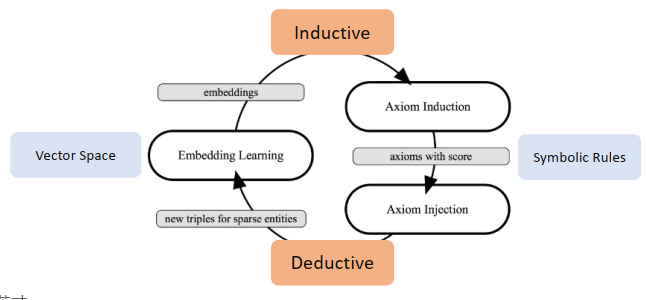 Inductive
embeddings
Axiom Induction
Vector Space
Embedding Learning
axioms with score
Symbolic Rules
new triples for sparse entities
Axiom Injection
Deductive